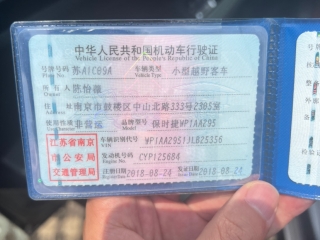 中华人民共和国机动车行驶证
Vehicle License of the People's Republic of China
号牌号码 苏A1C09A 车辆类型 小型越野客车
Plate No. Vehicle Type
所有人 陈怡薇
Owner
住址 南京市鼓楼区中山北路333号2305室
Address
使用性质 非营运 品牌型号 保时捷WP1AA295
Use Character Model
江苏省南京 车辆识别代号 WP1AA2951JLB25356
VIN
市公安局 发动机号码 CYP125684
Engine No.
交通管理局 注册日期 2018-08-24 发证日期 2018-08-24
Register Date Issue Date